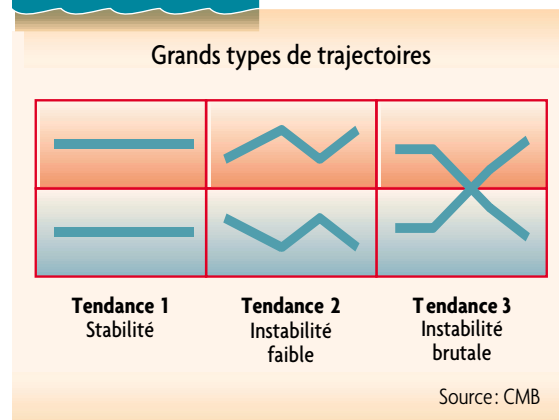 Grands types de trajectoires
Tendance 1
Stabilité
Tendance 2
Instabilité
faible
Tendance 3
Instabilité
brutale
Source : CMB